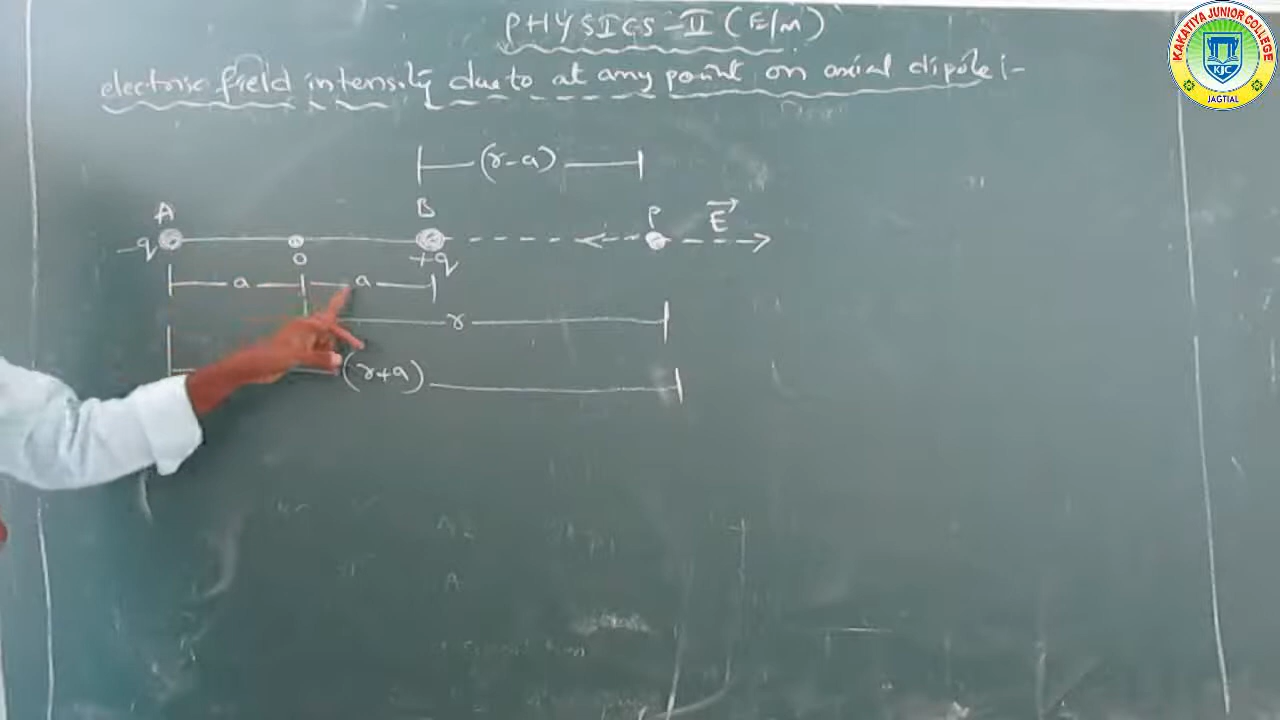 PHYSICS-II (E/M)
electric field intensity due to at any point on axial dipole :-
(r-a)
A B P E
-q o +q
a a
r
(r+a)
KAKATIYA JUNIOR COLLEGE
KJC
JAGTIAL